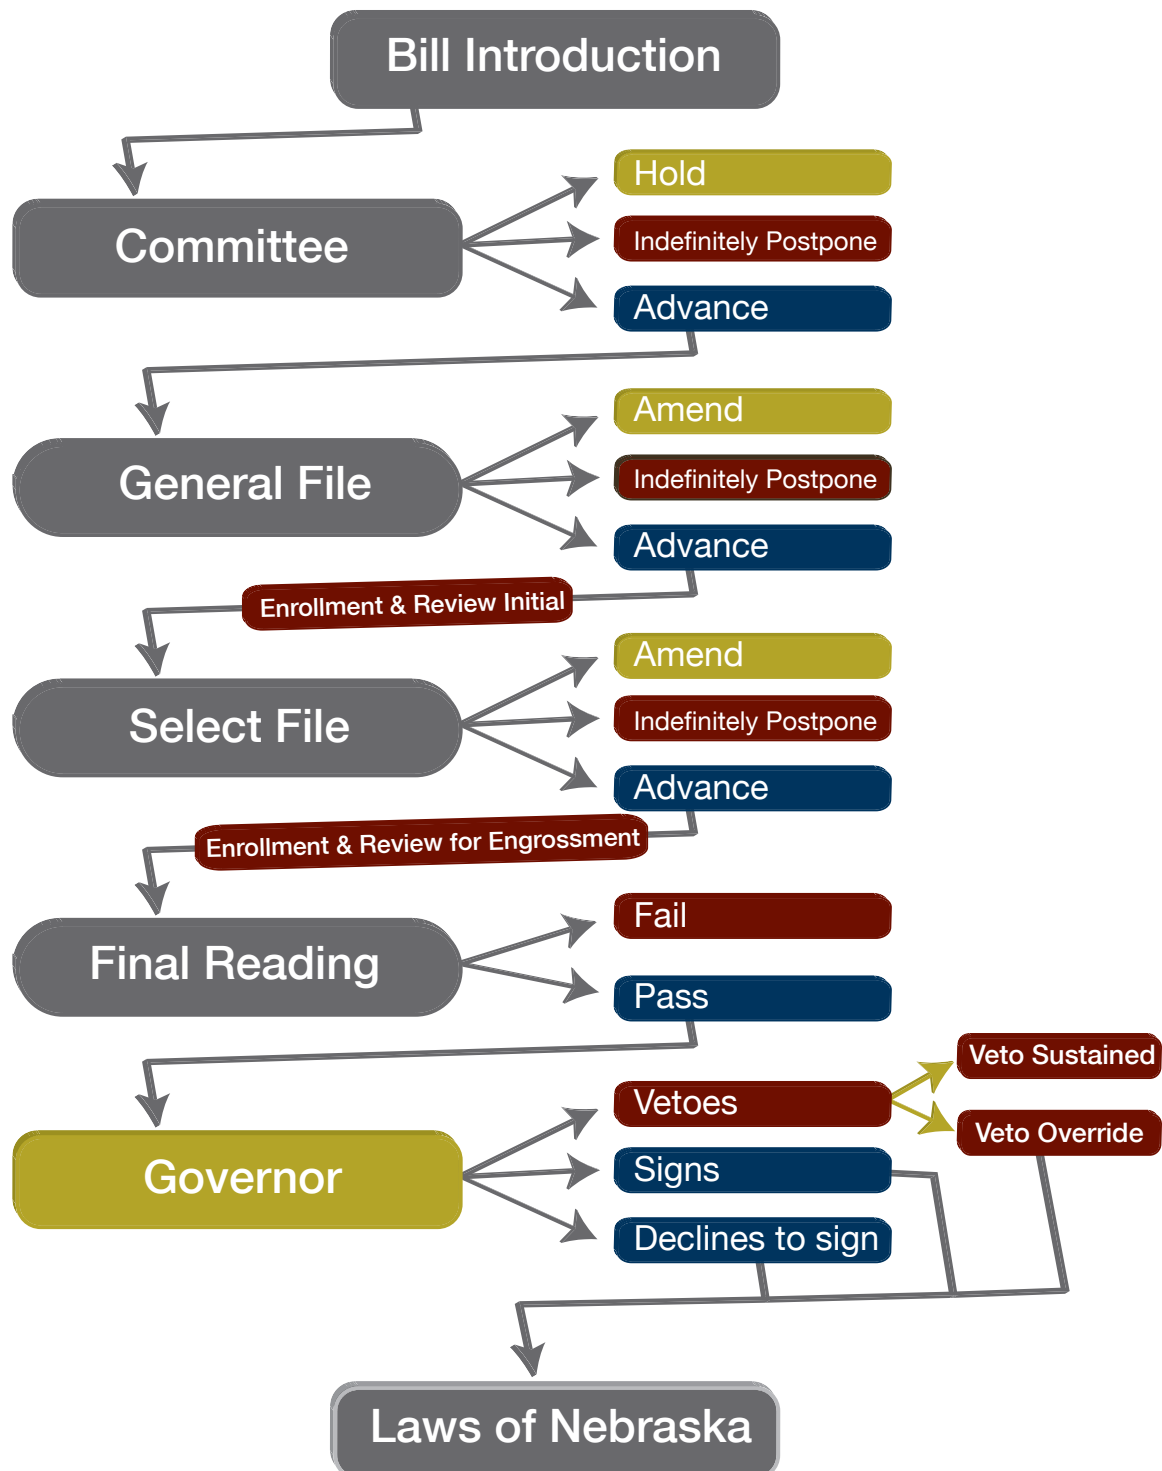 Bill Introduction
Committee
Hold
Indefinitely Postpone
Advance
General File
Amend
Indefinitely Postpone
Advance
Enrollment & Review Initial
Select File
Amend
Indefinitely Postpone
Advance
Enrollment & Review for Engrossment
Final Reading
Fail
Pass
Governor
Vetoes
Veto Sustained
Veto Override
Signs
Declines to sign
Laws of Nebraska